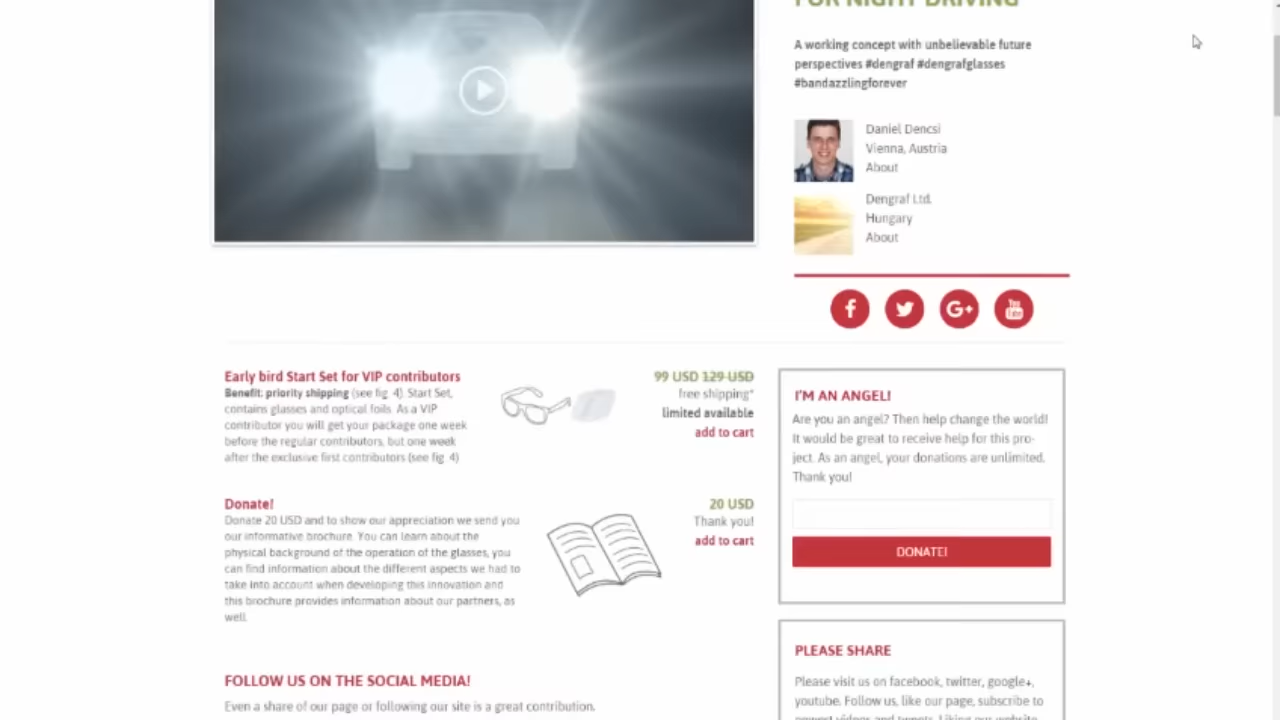 FOR NIGHT DRIVING
A working concept with unbelievable future
perspectives #dengraf #dengrafglasses
#bandazzlingforever
Daniel Dencsi
Vienna, Austria
About
Dengraf Ltd.
Hungary
About
Early bird Start Set for VIP contributors
Benefit: priority shipping (see fig. 4). Start Set,
contains glasses and optical foils. As a VIP
contributor you will get your package one week
before the regular contributors, but one week
after the exclusive first contributors (see fig. 4)
99 USD 129 USD
free shipping*
limited available
add to cart
Donate!
Donate 20 USD and to show our appreciation we send you
our informative brochure. You can learn about the
physical background of the operation of the glasses, you
can find information about the different aspects we had to
take into account when developing this innovation and
this brochure provides information about our partners, as
well.
20 USD
Thank you!
add to cart
FOLLOW US ON THE SOCIAL MEDIA!
Even a share of our page or following our site is a great contribution.
I'M AN ANGEL!
Are you an angel? Then help change the world!
It would be great to receive help for this pro-
ject. As an angel, your donations are unlimited.
Thank you!
DONATE!
PLEASE SHARE
Please visit us on facebook, twitter, google+,
youtube. Follow us, like our page, subscribe to
newest videos and tweets. Liking our website